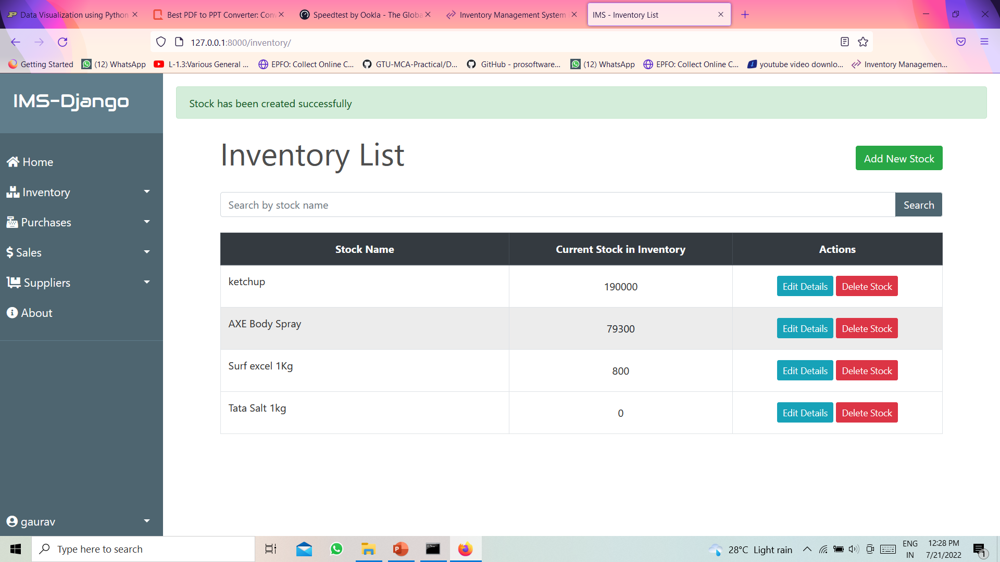 Data Visualization using Python
Best PDF to PPT Converter: Con
Speedtest by Ookla - The Globa
Inventory Management System
IMS - Inventory List
127.0.0.1:8000/inventory/
Getting Started
(12) WhatsApp
L-1.3:Various General ...
EPFO: Collect Online C...
GTU-MCA-Practical/D...
GitHub - prosoftware...
(12) WhatsApp
EPFO: Collect Online C...
youtube video downlo...
Inventory Managemen...
IMS-Django
Home
Inventory
Purchases
$ Sales
Suppliers
About
gaurav
Stock has been created successfully
Inventory List
Add New Stock
Search by stock name
Search
Stock Name Current Stock in Inventory Actions
ketchup 190000 Edit Details Delete Stock
AXE Body Spray 79300 Edit Details Delete Stock
Surf excel 1Kg 800 Edit Details Delete Stock
Tata Salt 1kg 0 Edit Details Delete Stock
Type here to search
28°C Light rain
ENG
IN
12:28 PM
7/21/2022
1